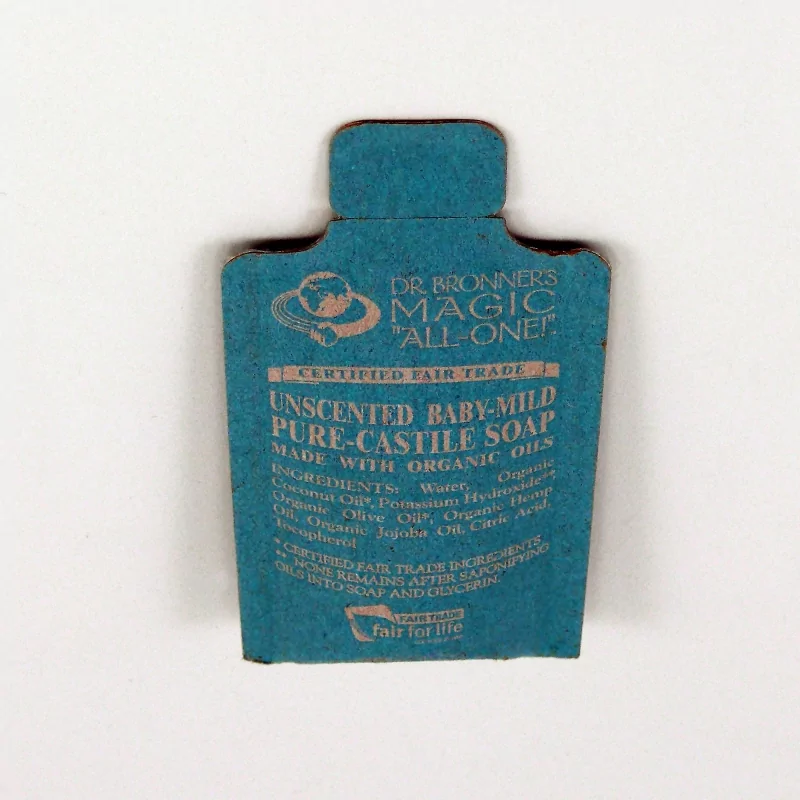 DR. BRONNER'S
MAGIC
"ALL-ONE!"
CERTIFIED FAIR TRADE
UNSCENTED BABY-MILD
PURE-CASTILE SOAP
MADE WITH ORGANIC OILS
INGREDIENTS: Water, Organic
Coconut Oil*, Potassium Hydroxide**,
Organic Olive Oil*, Organic Hemp
Oil, Organic Jojoba Oil, Citric Acid,
Tocopherol
* CERTIFIED FAIR TRADE INGREDIENTS
** NONE REMAINS AFTER SAPONIFYING
OILS INTO SOAP AND GLYCERIN.
FAIR TRADE
fair for life